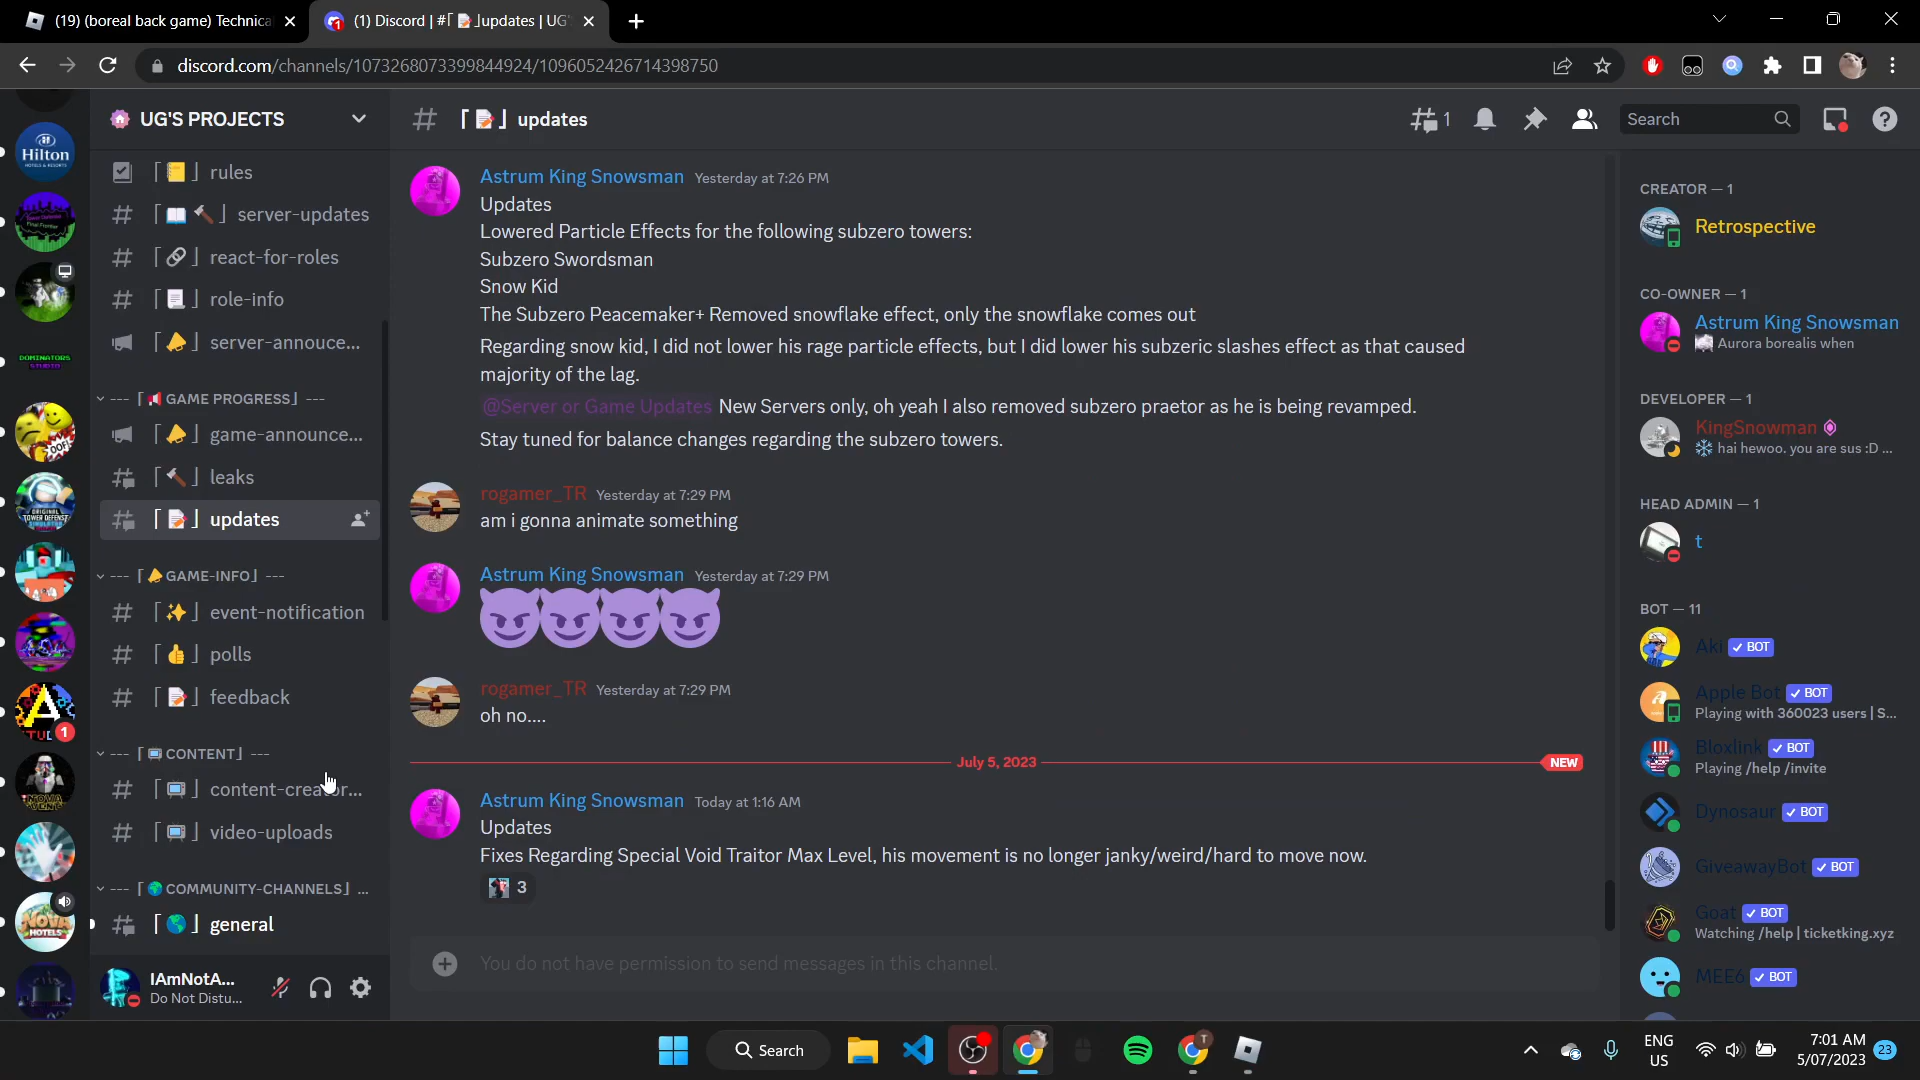 (19) (boreal back game) Technica
(1) Discord | #「📝」updates | UG'S
discord.com/channels/1073268073399844924/1096052426714398750
UG'S PROJECTS
「📝」updates
1
Search
Hilton
HOTELS & RESORTS
DOMINATORS
STUDIO
OOF!
1
NOVA
HOTELS
「📒」rules
「📖🔨」server-updates
「🔗」react-for-roles
「📃」role-info
「📣」server-annouce...
--- 「📢GAME PROGRESS」 ---
「📣」game-announce...
「🔨」leaks
「📝」updates
--- 「📣GAME-INFO」 ---
「✨」event-notification
「👍」polls
「📝」feedback
--- 「📺CONTENT」 ---
「📺」content-creator...
「📺」video-uploads
--- 「🌎COMMUNITY-CHANNELS」 ...
「🌎」general
IAmNotA...
Do Not Distu...
Astrum King Snowsman Yesterday at 7:26 PM
Updates
Lowered Particle Effects for the following subzero towers:
Subzero Swordsman
Snow Kid
The Subzero Peacemaker+ Removed snowflake effect, only the snowflake comes out
Regarding snow kid, I did not lower his rage particle effects, but I did lower his subzeric slashes effect as that caused
majority of the lag.
@Server or Game Updates New Servers only, oh yeah I also removed subzero praetor as he is being revamped.
Stay tuned for balance changes regarding the subzero towers.
rogamer_TR Yesterday at 7:29 PM
am i gonna animate something
Astrum King Snowsman Yesterday at 7:29 PM
😈😈😈😈
rogamer_TR Yesterday at 7:29 PM
oh no....
July 5, 2023 NEW
Astrum King Snowsman Today at 1:16 AM
Updates
Fixes Regarding Special Void Traitor Max Level, his movement is no longer janky/weird/hard to move now.
3
You do not have permission to send messages in this channel.
CREATOR — 1
Retrospective
CO-OWNER — 1
Astrum King Snowsman
Aurora borealis when
DEVELOPER — 1
KingSnowman
❄️ hai hewoo. you are sus :D ...
HEAD ADMIN — 1
t
BOT — 11
Aki ✓ BOT
Apple Bot ✓ BOT
Playing with 360023 users | S...
Bloxlink ✓ BOT
Playing /help /invite
Dynosaur ✓ BOT
GiveawayBot ✓ BOT
Goat ✓ BOT
Watching /help | ticketking.xyz
MEE6 ✓ BOT
Search
T
ENG
US
7:01 AM
5/07/2023
23